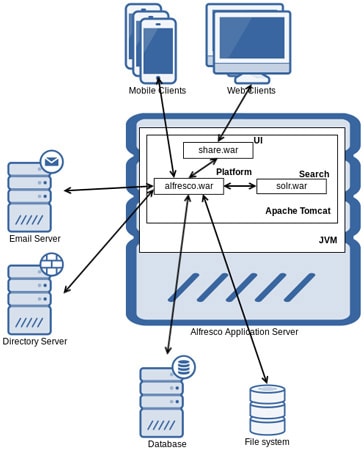 Mobile Clients
Web Clients
UI
share.war
Platform
Search
alfresco.war
solr.war
Apache Tomcat
JVM
Email Server
Directory Server
Alfresco Application Server
Database
File system